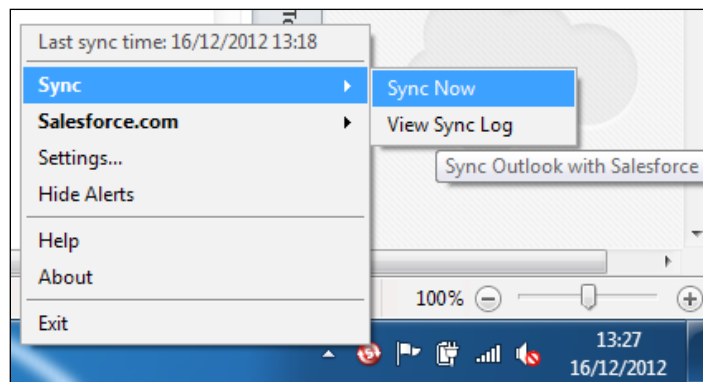 Last sync time: 16/12/2012 13:18
Sync
Sync Now
Salesforce.com
View Sync Log
Settings...
Sync Outlook with Salesforce
Hide Alerts
Help
About
100%
Exit
13:27
16/12/2012